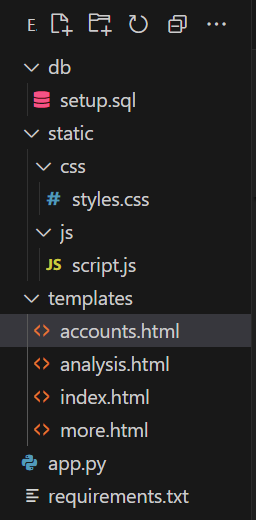 E.
db
setup.sql
static
css
# styles.css
js
JS script.js
templates
<> accounts.html
<> analysis.html
<> index.html
<> more.html
app.py
requirements.txt